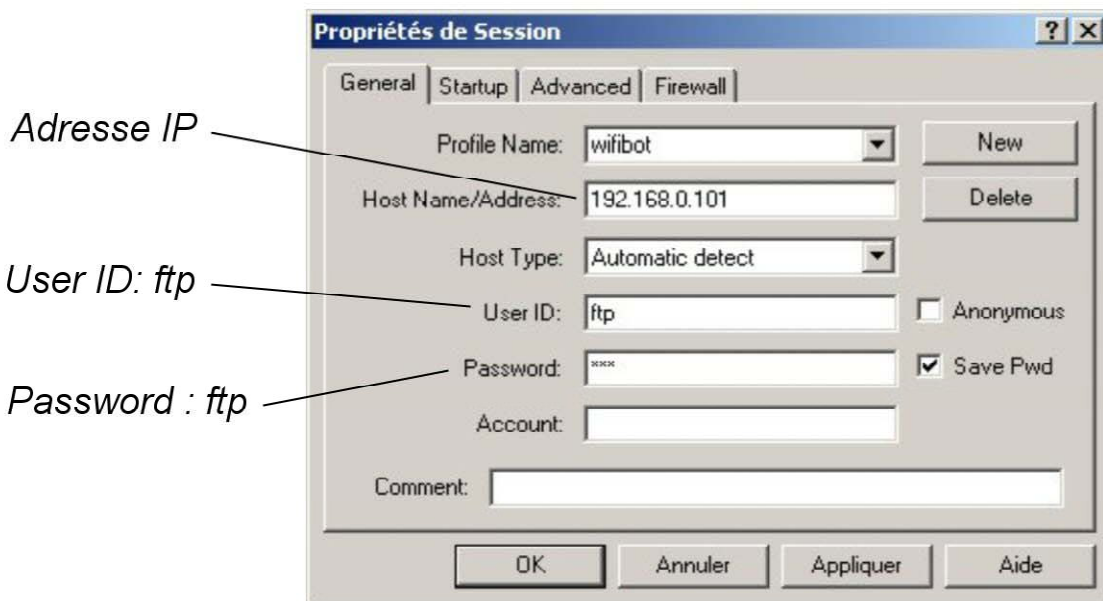 Propriétés de Session
General Startup Advanced Firewall
Adresse IP
Profile Name: wifibot New
Host Name/Address: 192.168.0.101 Delete
Host Type: Automatic detect
User ID: ftp
User ID: ftp Anonymous
Password : ftp
Password: *** Save Pwd
Account:
Comment:
OK Annuler Appliquer Aide